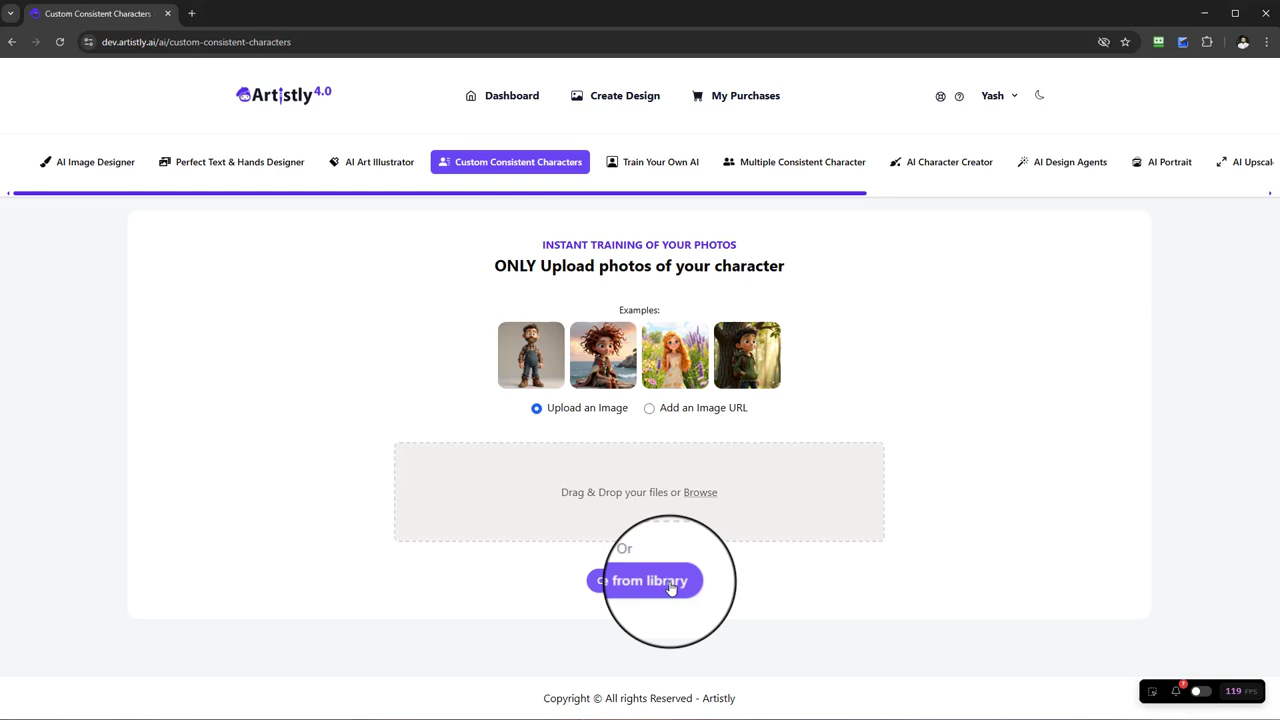 Custom Consistent Characters
dev.artistly.ai/ai/custom-consistent-characters
Artistly 4.0
Dashboard
Create Design
My Purchases
Yash
AI Image Designer
Perfect Text & Hands Designer
AI Art Illustrator
Custom Consistent Characters
Train Your Own AI
Multiple Consistent Character
AI Character Creator
AI Design Agents
AI Portrait
AI Upscal
INSTANT TRAINING OF YOUR PHOTOS
ONLY Upload photos of your character
Examples:
Upload an Image
Add an Image URL
Drag & Drop your files or Browse
Or
from library
Copyright © All rights Reserved - Artistly
7
119 FPS